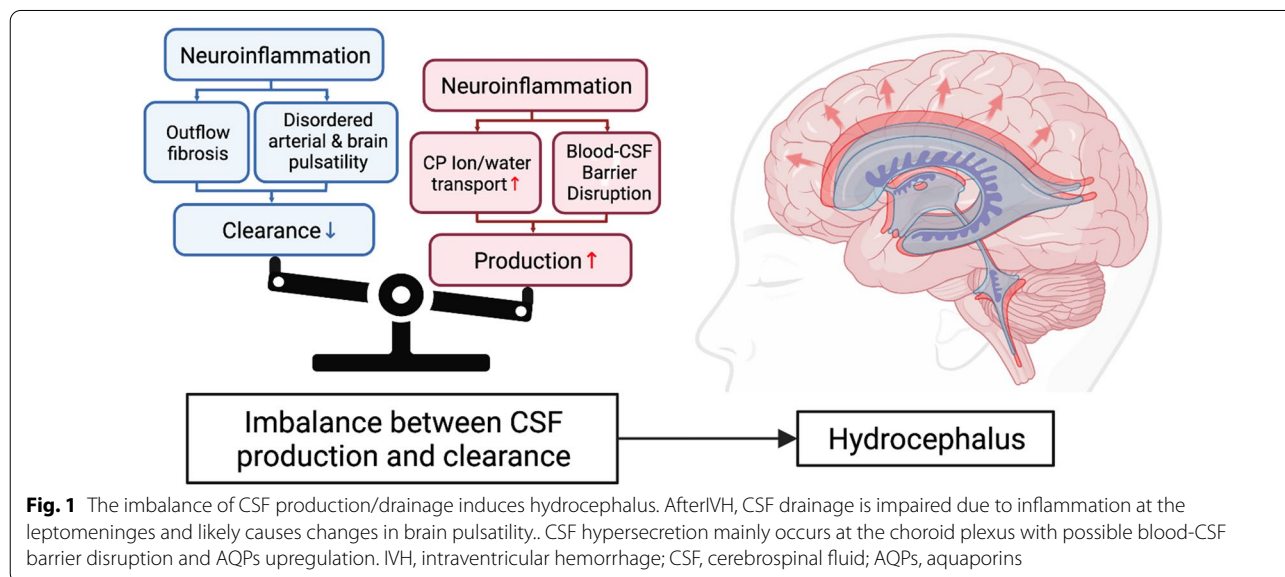 Neuroinflammation
Outflow
fibrosis
Disordered
arterial & brain
pulsatility
Clearance ↓
Neuroinflammation
CP Ion/water
transport ↑
Blood-CSF
Barrier
Disruption
Production ↑
Imbalance between CSF
production and clearance
Hydrocephalus
Fig. 1 The imbalance of CSF production/drainage induces hydrocephalus. AfterIVH, CSF drainage is impaired due to inflammation at the
leptomeninges and likely causes changes in brain pulsatility.. CSF hypersecretion mainly occurs at the choroid plexus with possible blood-CSF
barrier disruption and AQPs upregulation. IVH, intraventricular hemorrhage; CSF, cerebrospinal fluid; AQPs, aquaporins